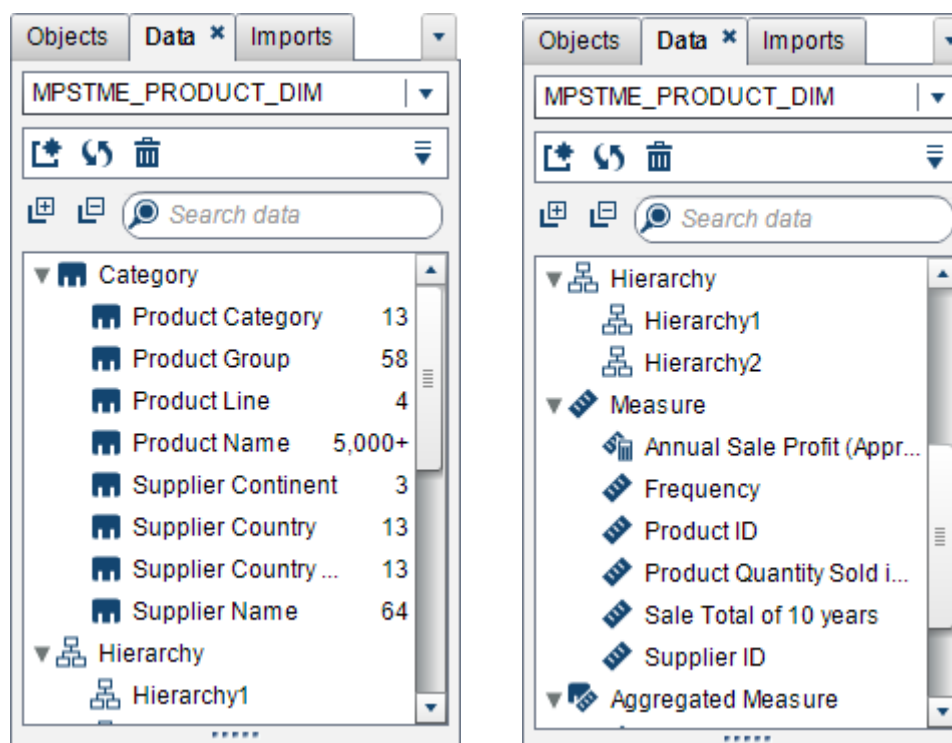 Objects
Data
Imports
MPSTME_PRODUCT_DIM
Search data
Category
Product Category 13
Product Group 58
Product Line 4
Product Name 5,000+
Supplier Continent 3
Supplier Country 13
Supplier Country ... 13
Supplier Name 64
Hierarchy
Hierarchy1
Objects
Data
Imports
MPSTME_PRODUCT_DIM
Search data
Hierarchy
Hierarchy1
Hierarchy2
Measure
Annual Sale Profit (Appr...
Frequency
Product ID
Product Quantity Sold i...
Sale Total of 10 years
Supplier ID
Aggregated Measure